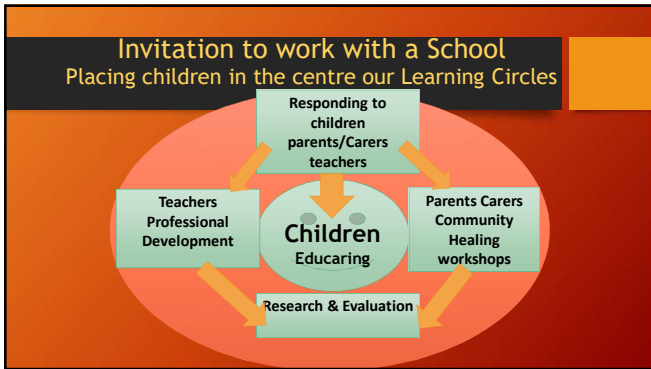 Invitation to work with a School
Placing children in the centre our Learning Circles
Responding to
children
parents/Carers
teachers
Teachers
Professional
Development
Children
Educaring
Parents Carers
Community
Healing
workshops
Research & Evaluation